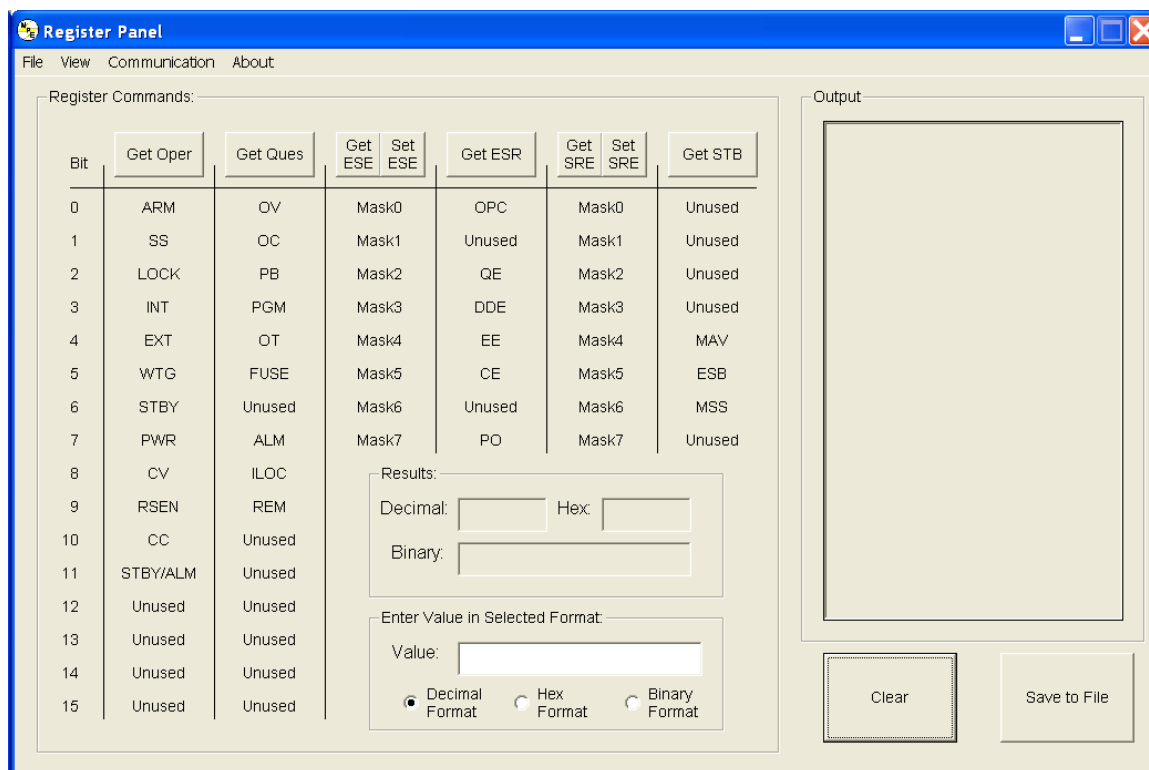 Register Panel
File View Communication About
Register Commands:
Output
Bit Get Oper Get Ques Get ESE Set ESE Get ESR Get SRE Set SRE Get STB
0 ARM OV Mask0 OPC Mask0 Unused
1 SS OC Mask1 Unused Mask1 Unused
2 LOCK PB Mask2 QE Mask2 Unused
3 INT PGM Mask3 DDE Mask3 Unused
4 EXT OT Mask4 EE Mask4 MAV
5 WTG FUSE Mask5 CE Mask5 ESB
6 STBY Unused Mask6 Unused Mask6 MSS
7 PWR ALM Mask7 PO Mask7 Unused
8 CV ILOC
9 RSEN REM
10 CC Unused
11 STBY/ALM Unused
12 Unused Unused
13 Unused Unused
14 Unused Unused
15 Unused Unused
Results:
Decimal: Hex:
Binary:
Enter Value in Selected Format:
Value:
Decimal Format Hex Format Binary Format
Clear
Save to File